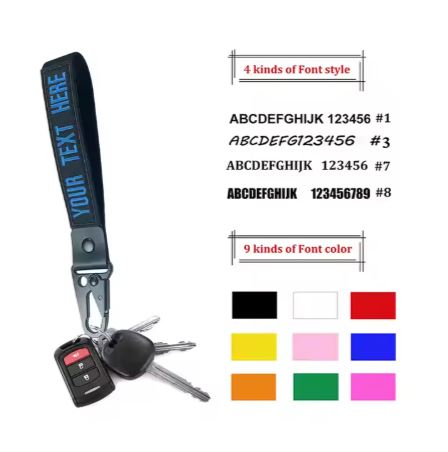 YOUR TEXT HERE
4 kinds of Font style
ABCDEFGHIJK 123456 #1
ABCDEFG123456 #3
ABCDEFGHIJK 123456 #7
ABCDEFGHIJK 123456789 #8
9 kinds of Font color